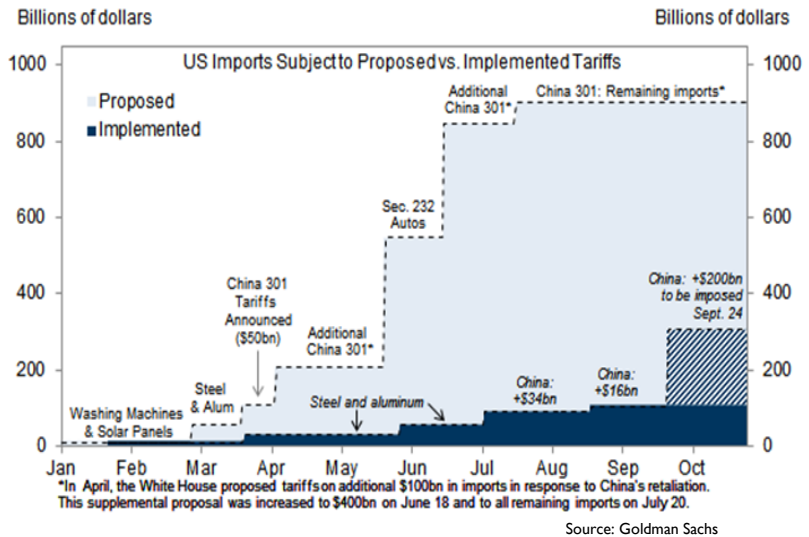 Billions of dollars
Billions of dollars
US Imports Subject to Proposed vs. Implemented Tariffs
1000
800
600
400
200
0
1000
800
600
400
200
0
Proposed
Implemented
Washing Machines
& Solar Panels
Steel
& Alum
China 301
Tariffs
Announced
($50bn)
Additional
China 301*
Steel and aluminum
Sec. 232
Autos
Additional
China 301*
China 301: Remaining imports*
China:
+$34bn
China:
+$16bn
China: +$200bn
to be imposed
Sept. 24
Jan Feb Mar Apr May Jun Jul Aug Sep Oct
*In April, the White House proposed tariffs on additional $100bn in imports in response to China's retaliation.
This supplemental proposal was increased to $400bn on June 18 and to all remaining imports on July 20.
Source: Goldman Sachs